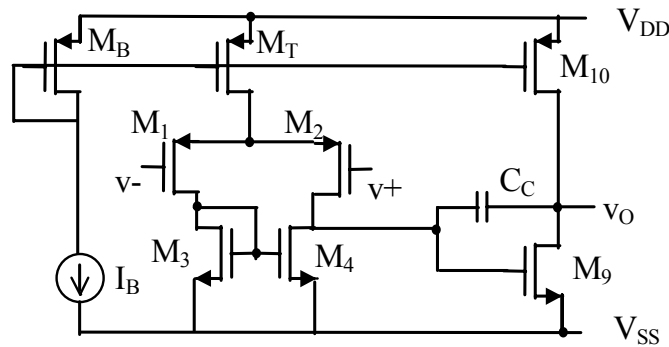 V_DD
M_B
M_T
M_10
M_1
M_2
v-
v+
C_C
v_O
M_3
M_4
M_9
I_B
V_SS